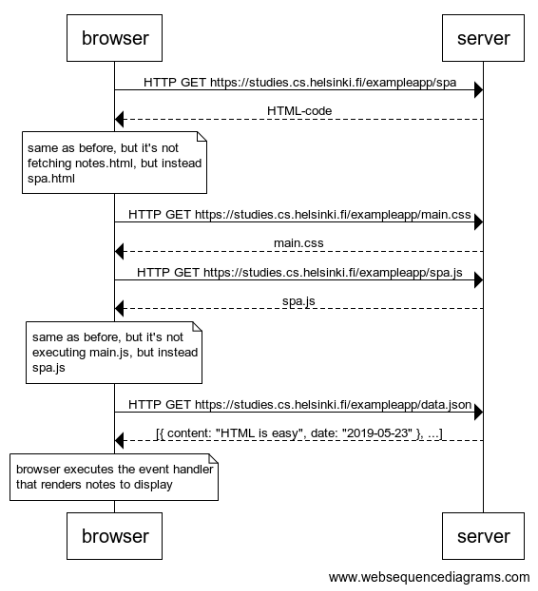 browser
server
HTTP GET https://studies.cs.helsinki.fi/exampleapp/spa
HTML-code
same as before, but it's not
fetching notes.html, but instead
spa.html
HTTP GET https://studies.cs.helsinki.fi/exampleapp/main.css
main.css
HTTP GET https://studies.cs.helsinki.fi/exampleapp/spa.js
spa.js
same as before, but it's not
executing main.js, but instead
spa.js
HTTP GET https://studies.cs.helsinki.fi/exampleapp/data.json
[{ content: "HTML is easy", date: "2019-05-23" }, ...]
browser executes the event handler
that renders notes to display
browser
server
www.websequencediagrams.com